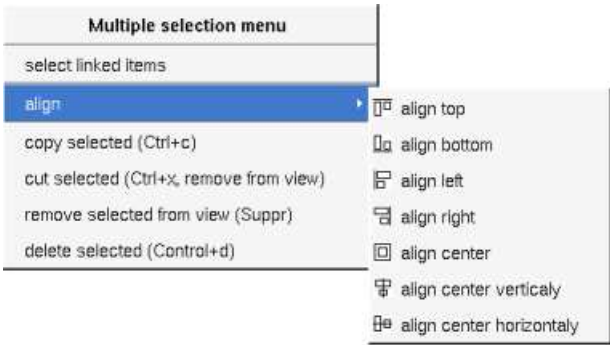 Multiple selection menu
select linked items
align
copy selected (Ctrl+c)
cut selected (Ctrl+x, remove from view)
remove selected from view (Suppr)
delete selected (Control+d)
align top
align bottom
align left
align right
align center
align center verticaly
align center horizontaly